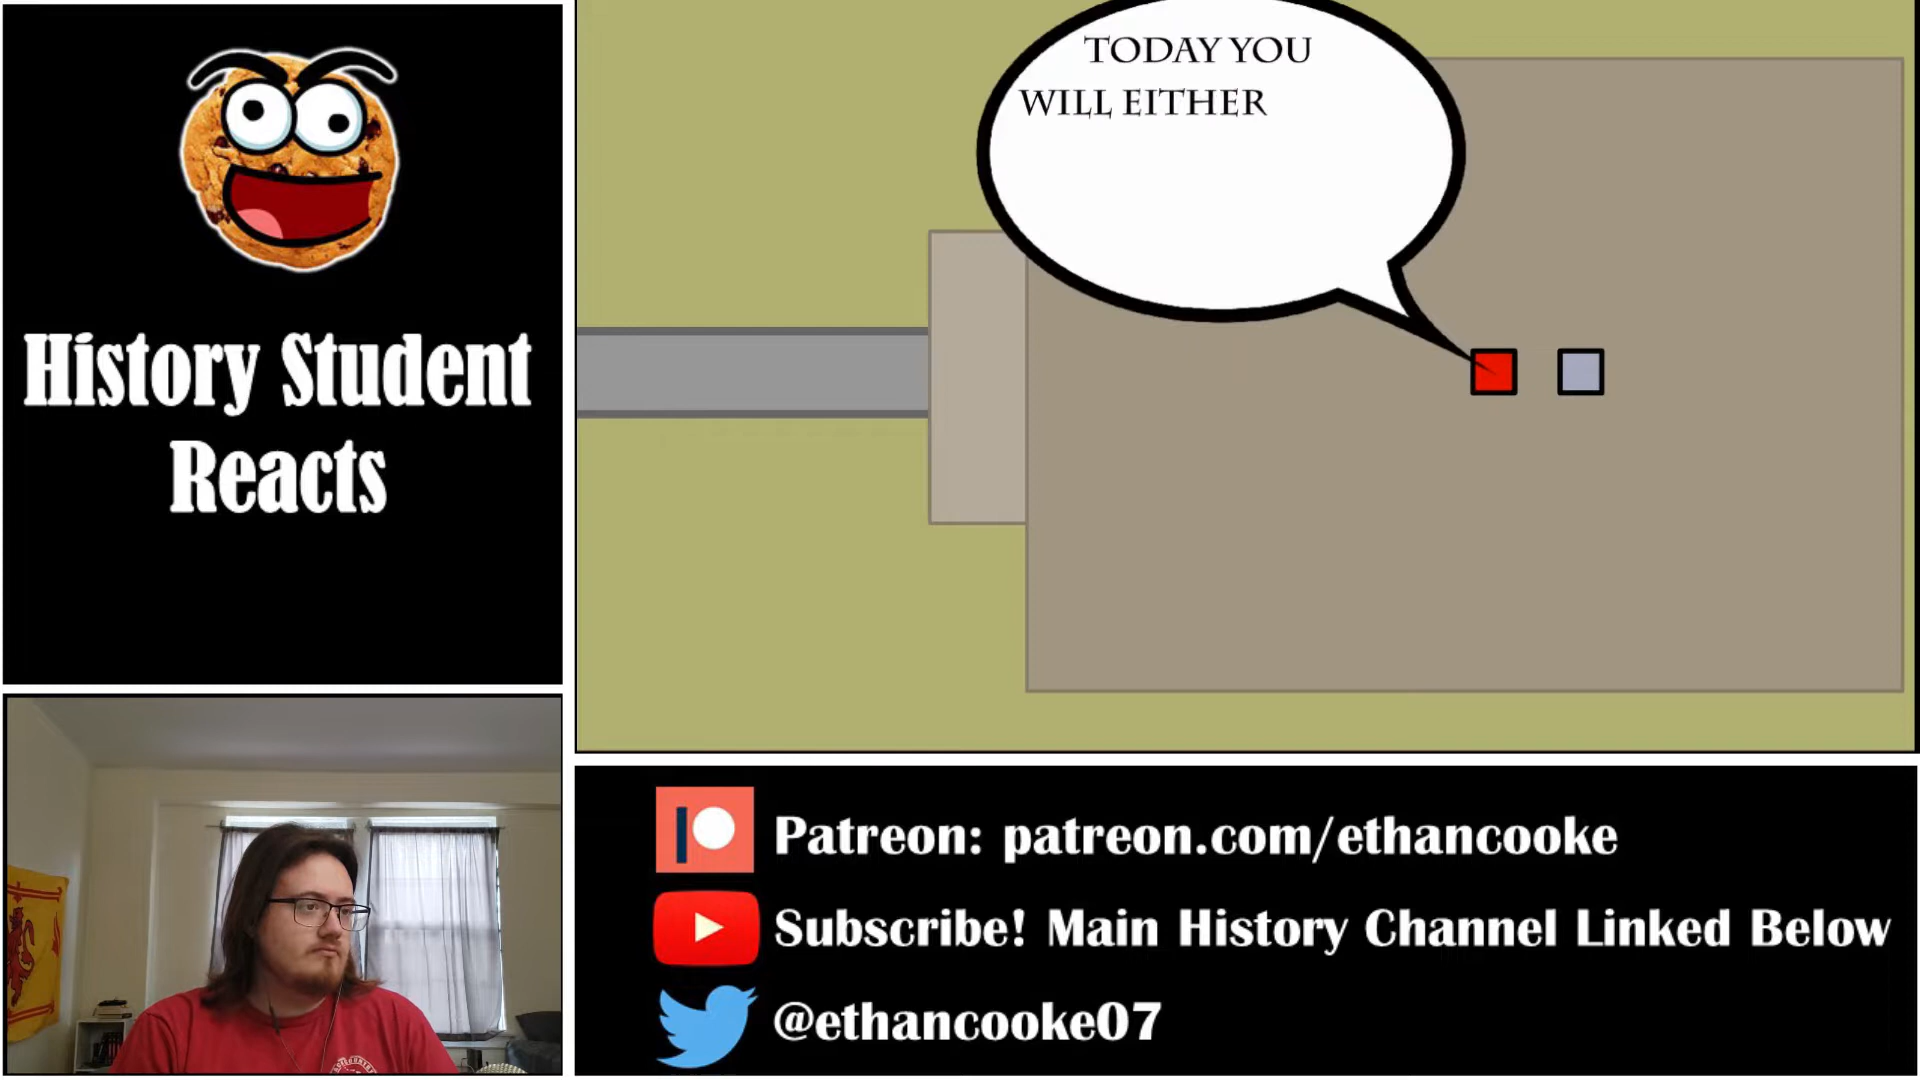 History Student
Reacts
TODAY YOU
WILL EITHER
Patreon: patreon.com/ethancooke
Subscribe! Main History Channel Linked Below
@ethancooke07